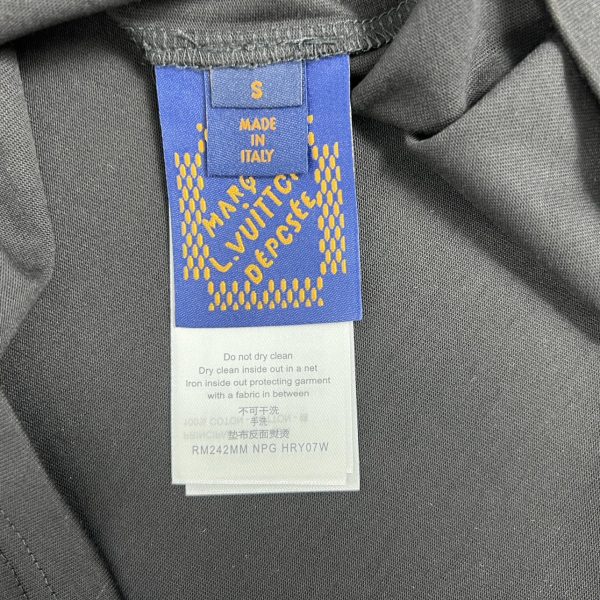 S
MADE
IN
ITALY
MARQ
L.VUITTO
DÉPOSÉE
Do not dry clean
Dry clean inside out in a net
Iron inside out protecting garment
with a fabric in between
不可干洗
手洗
垫布反面熨烫
RM242MM NPG HRY07W